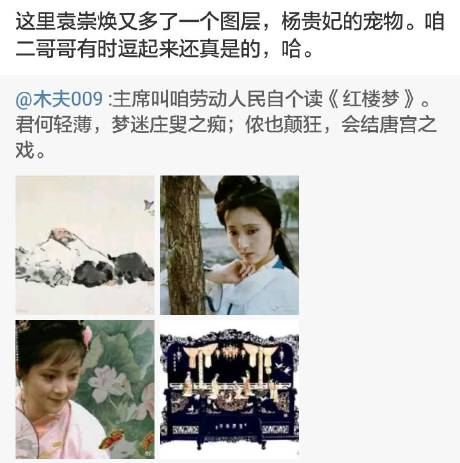 这里袁崇焕又多了一个图层，杨贵妃的宠物。咱
二哥哥有时逗起来还真是的，哈。
@木夫009 :主席叫咱劳动人民自个读《 红楼梦 》。
君何轻薄，梦迷庄叟之痴；侬也颠狂，会结唐宫之
戏。